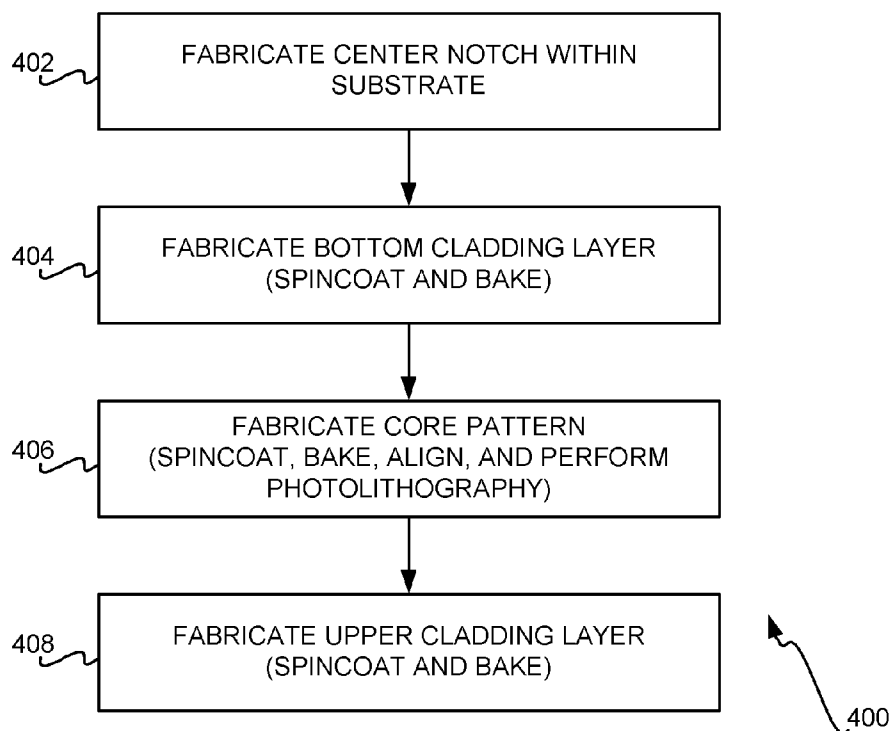 402
FABRICATE CENTER NOTCH WITHIN
SUBSTRATE
404
FABRICATE BOTTOM CLADDING LAYER
(SPINCOAT AND BAKE)
406
FABRICATE CORE PATTERN
(SPINCOAT, BAKE, ALIGN, AND PERFORM
PHOTOLITHOGRAPHY)
408
FABRICATE UPPER CLADDING LAYER
(SPINCOAT AND BAKE)
400